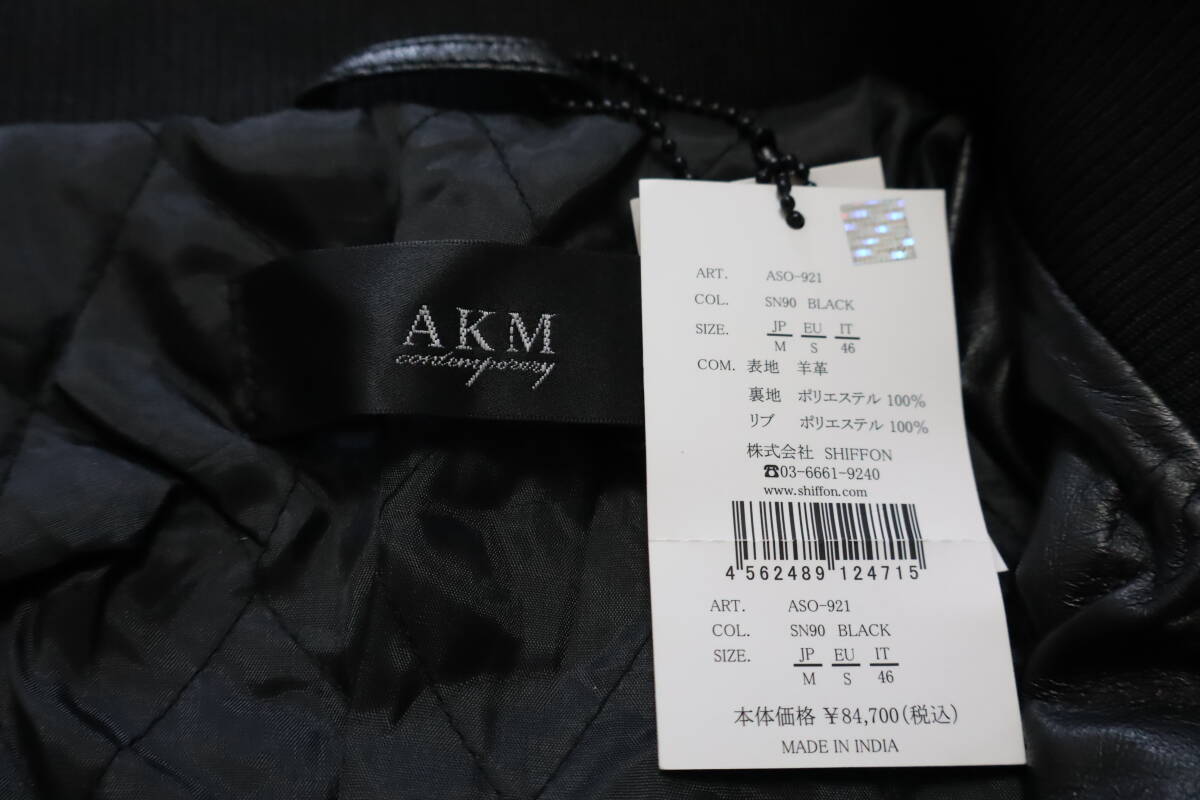 AKM
contemporary
ART. ASO-921
COL. SN90 BLACK
SIZE. JP EU IT
M S 46
COM. 表地 羊革
裏地 ポリエステル 100%
リブ ポリエステル 100%
株式会社 SHIFFON
☎03-6661-9240
www.shiffon.com
4 562489 124715
ART. ASO-921
COL. SN90 BLACK
SIZE. JP EU IT
M S 46
本体価格 ¥84,700(税込)
MADE IN INDIA